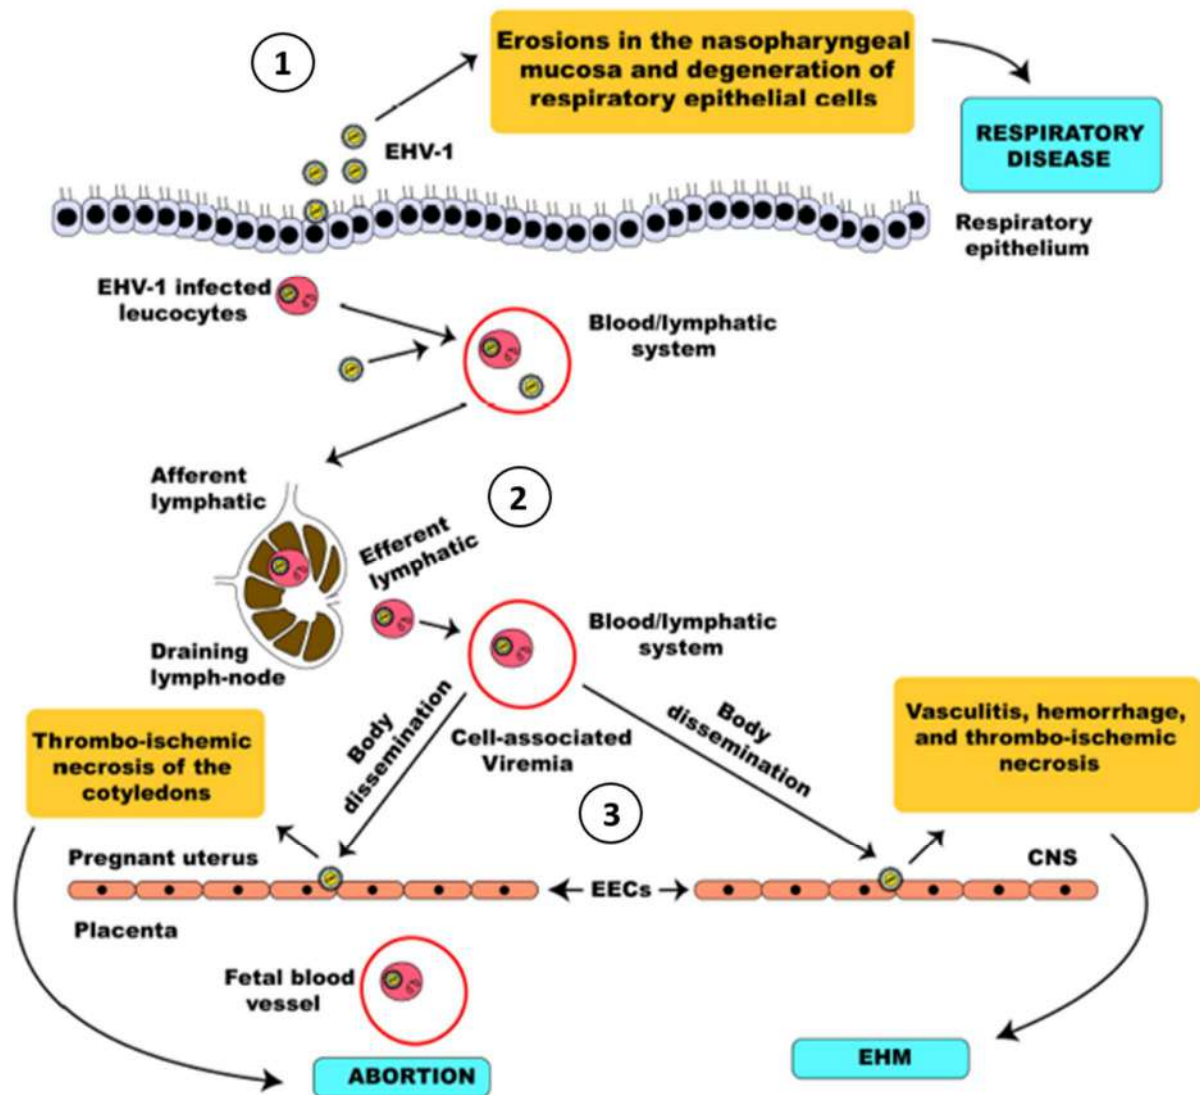 1
Erosions in the nasopharyngeal
mucosa and degeneration of
respiratory epithelial cells
EHV-1
RESPIRATORY
DISEASE
Respiratory
epithelium
EHV-1 infected
leucocytes
Blood/lymphatic
system
Afferent
lymphatic
2
Efferent
lymphatic
Draining
lymph-node
Blood/lymphatic
system
Body
dissemination
Cell-associated
Viremia
Body
dissemination
Thrombo-ischemic
necrosis of the
cotyledons
Vasculitis, hemorrhage,
and thrombo-ischemic
necrosis
3
Pregnant uterus
CNS
EECs
Placenta
Fetal blood
vessel
ABORTION
EHM